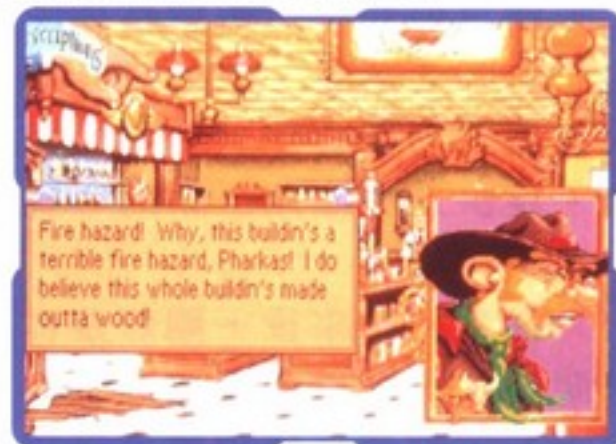 Fire hazard! Why, this buildin's a
terrible fire hazard, Pharkas! I do
believe this whole buildin's made
outta wood!